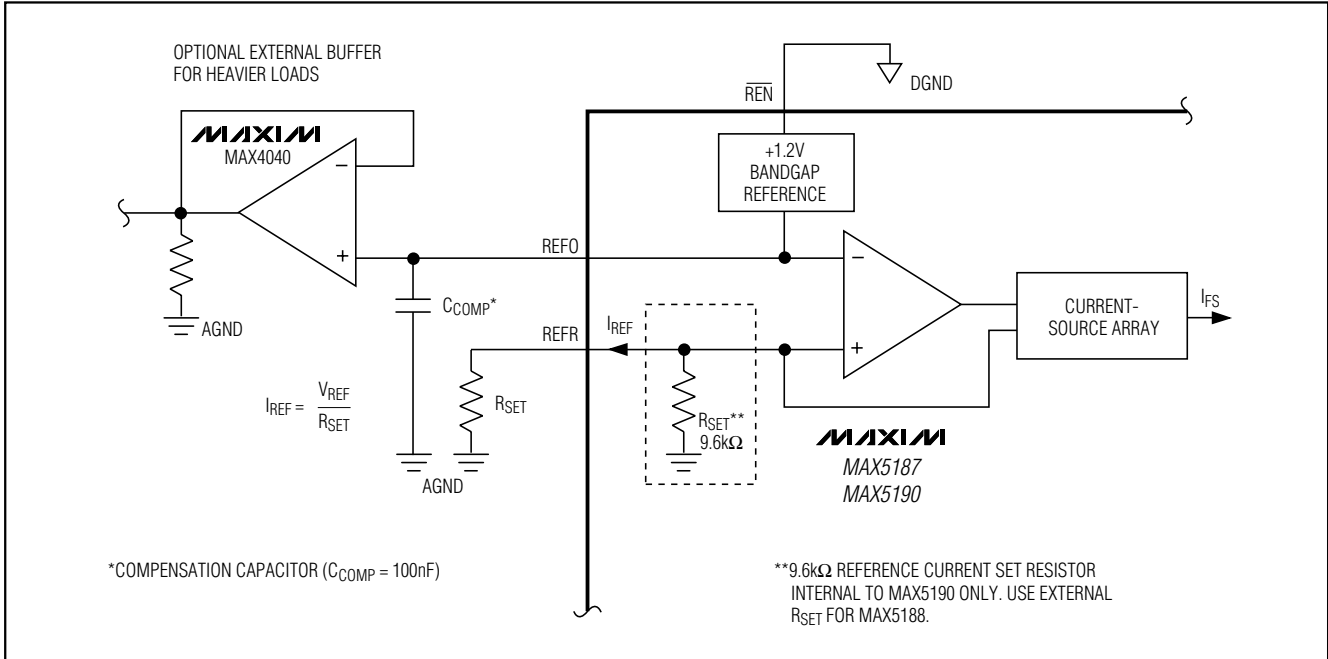 OPTIONAL EXTERNAL BUFFER
FOR HEAVIER LOADS
MAXIM
MAX4040
−
+
AGND
REN
DGND
+1.2V
BANDGAP
REFERENCE
REFO
CCOMP*
REFR
IREF
−
+
CURRENT-
SOURCE ARRAY
IFS
IREF = VREF
RSET
RSET
AGND
RSET**
9.6kΩ
MAXIM
MAX5187
MAX5190
*COMPENSATION CAPACITOR (CCOMP = 100nF)
**9.6kΩ REFERENCE CURRENT SET RESISTOR
INTERNAL TO MAX5190 ONLY. USE EXTERNAL
RSET FOR MAX5188.